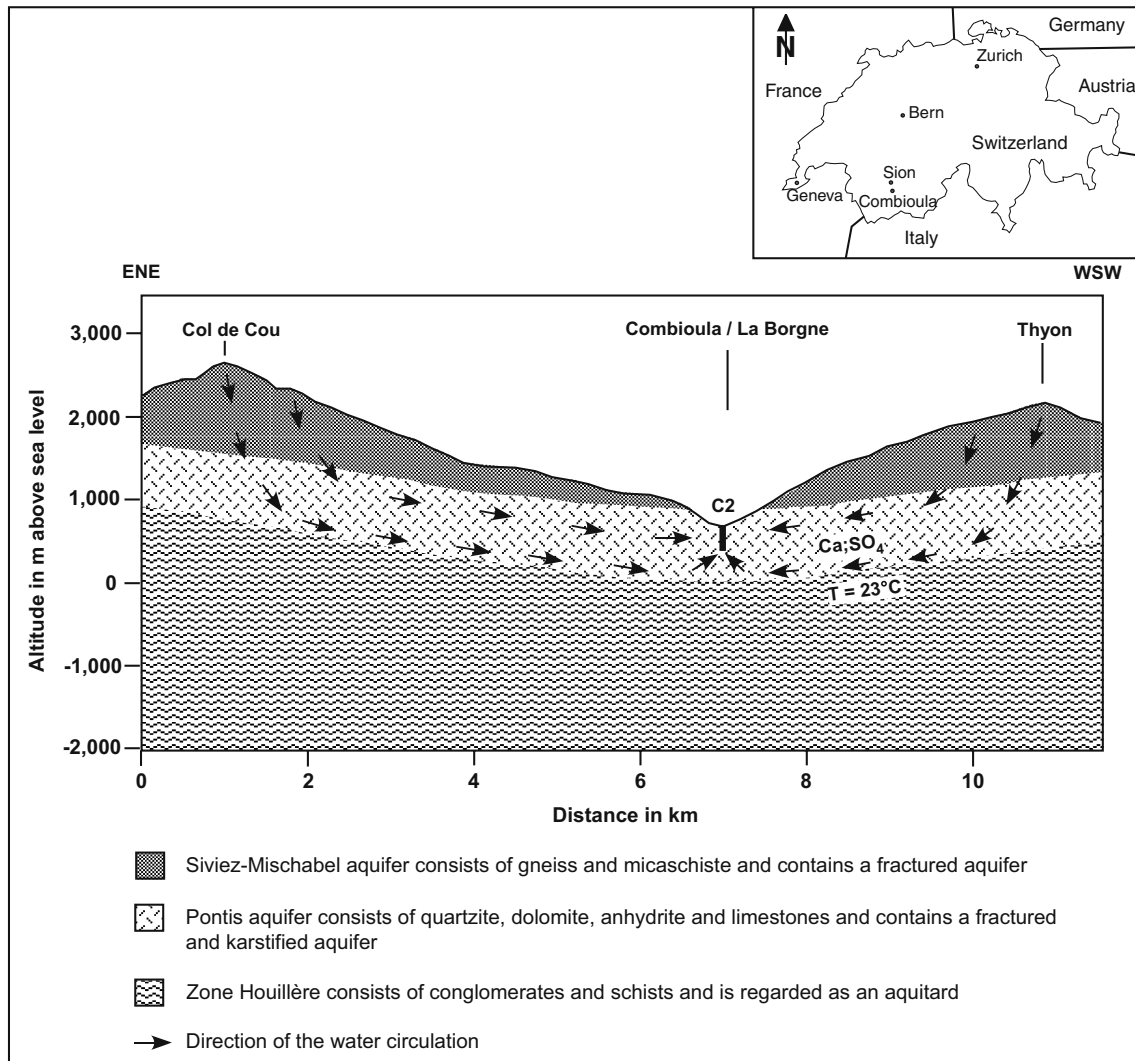 N
Germany
Zurich
France
Austria
Bern
Switzerland
Sion
Geneva
Combioula
Italy
ENE
WSW
3,000
Col de Cou
Combioula / La Borgne
Thyon
2,000
1,000
C2
Ca;SO4
0
T = 23°C
-1,000
-2,000
Altitude in m above sea level
0 2 4 6 8 10
Distance in km
Siviez-Mischabel aquifer consists of gneiss and micaschiste and contains a fractured aquifer
Pontis aquifer consists of quartzite, dolomite, anhydrite and limestones and contains a fractured
and karstified aquifer
Zone Houillère consists of conglomerates and schists and is regarded as an aquitard
Direction of the water circulation